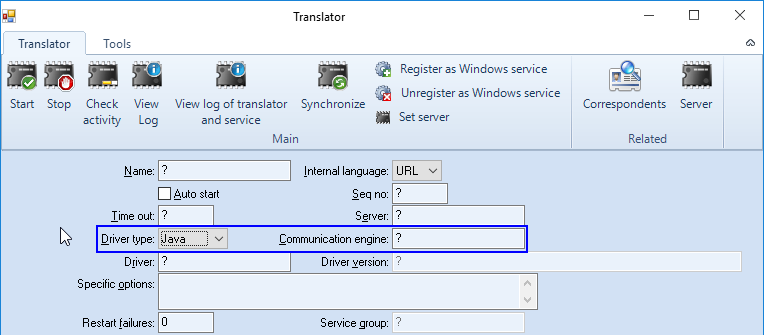 Translator
Translator Tools
Start Stop Check activity View Log View log of translator and service Synchronize
Register as Windows service
Unregister as Windows service
Set server
Correspondents Server
Main Related
Name: ? Internal language: URL
Auto start Seq no: ?
Time out: ? Server: ?
Driver type: Java Communication engine: ?
Driver: ? Driver version: ?
Specific options:
Restart failures: 0 Service group: ?